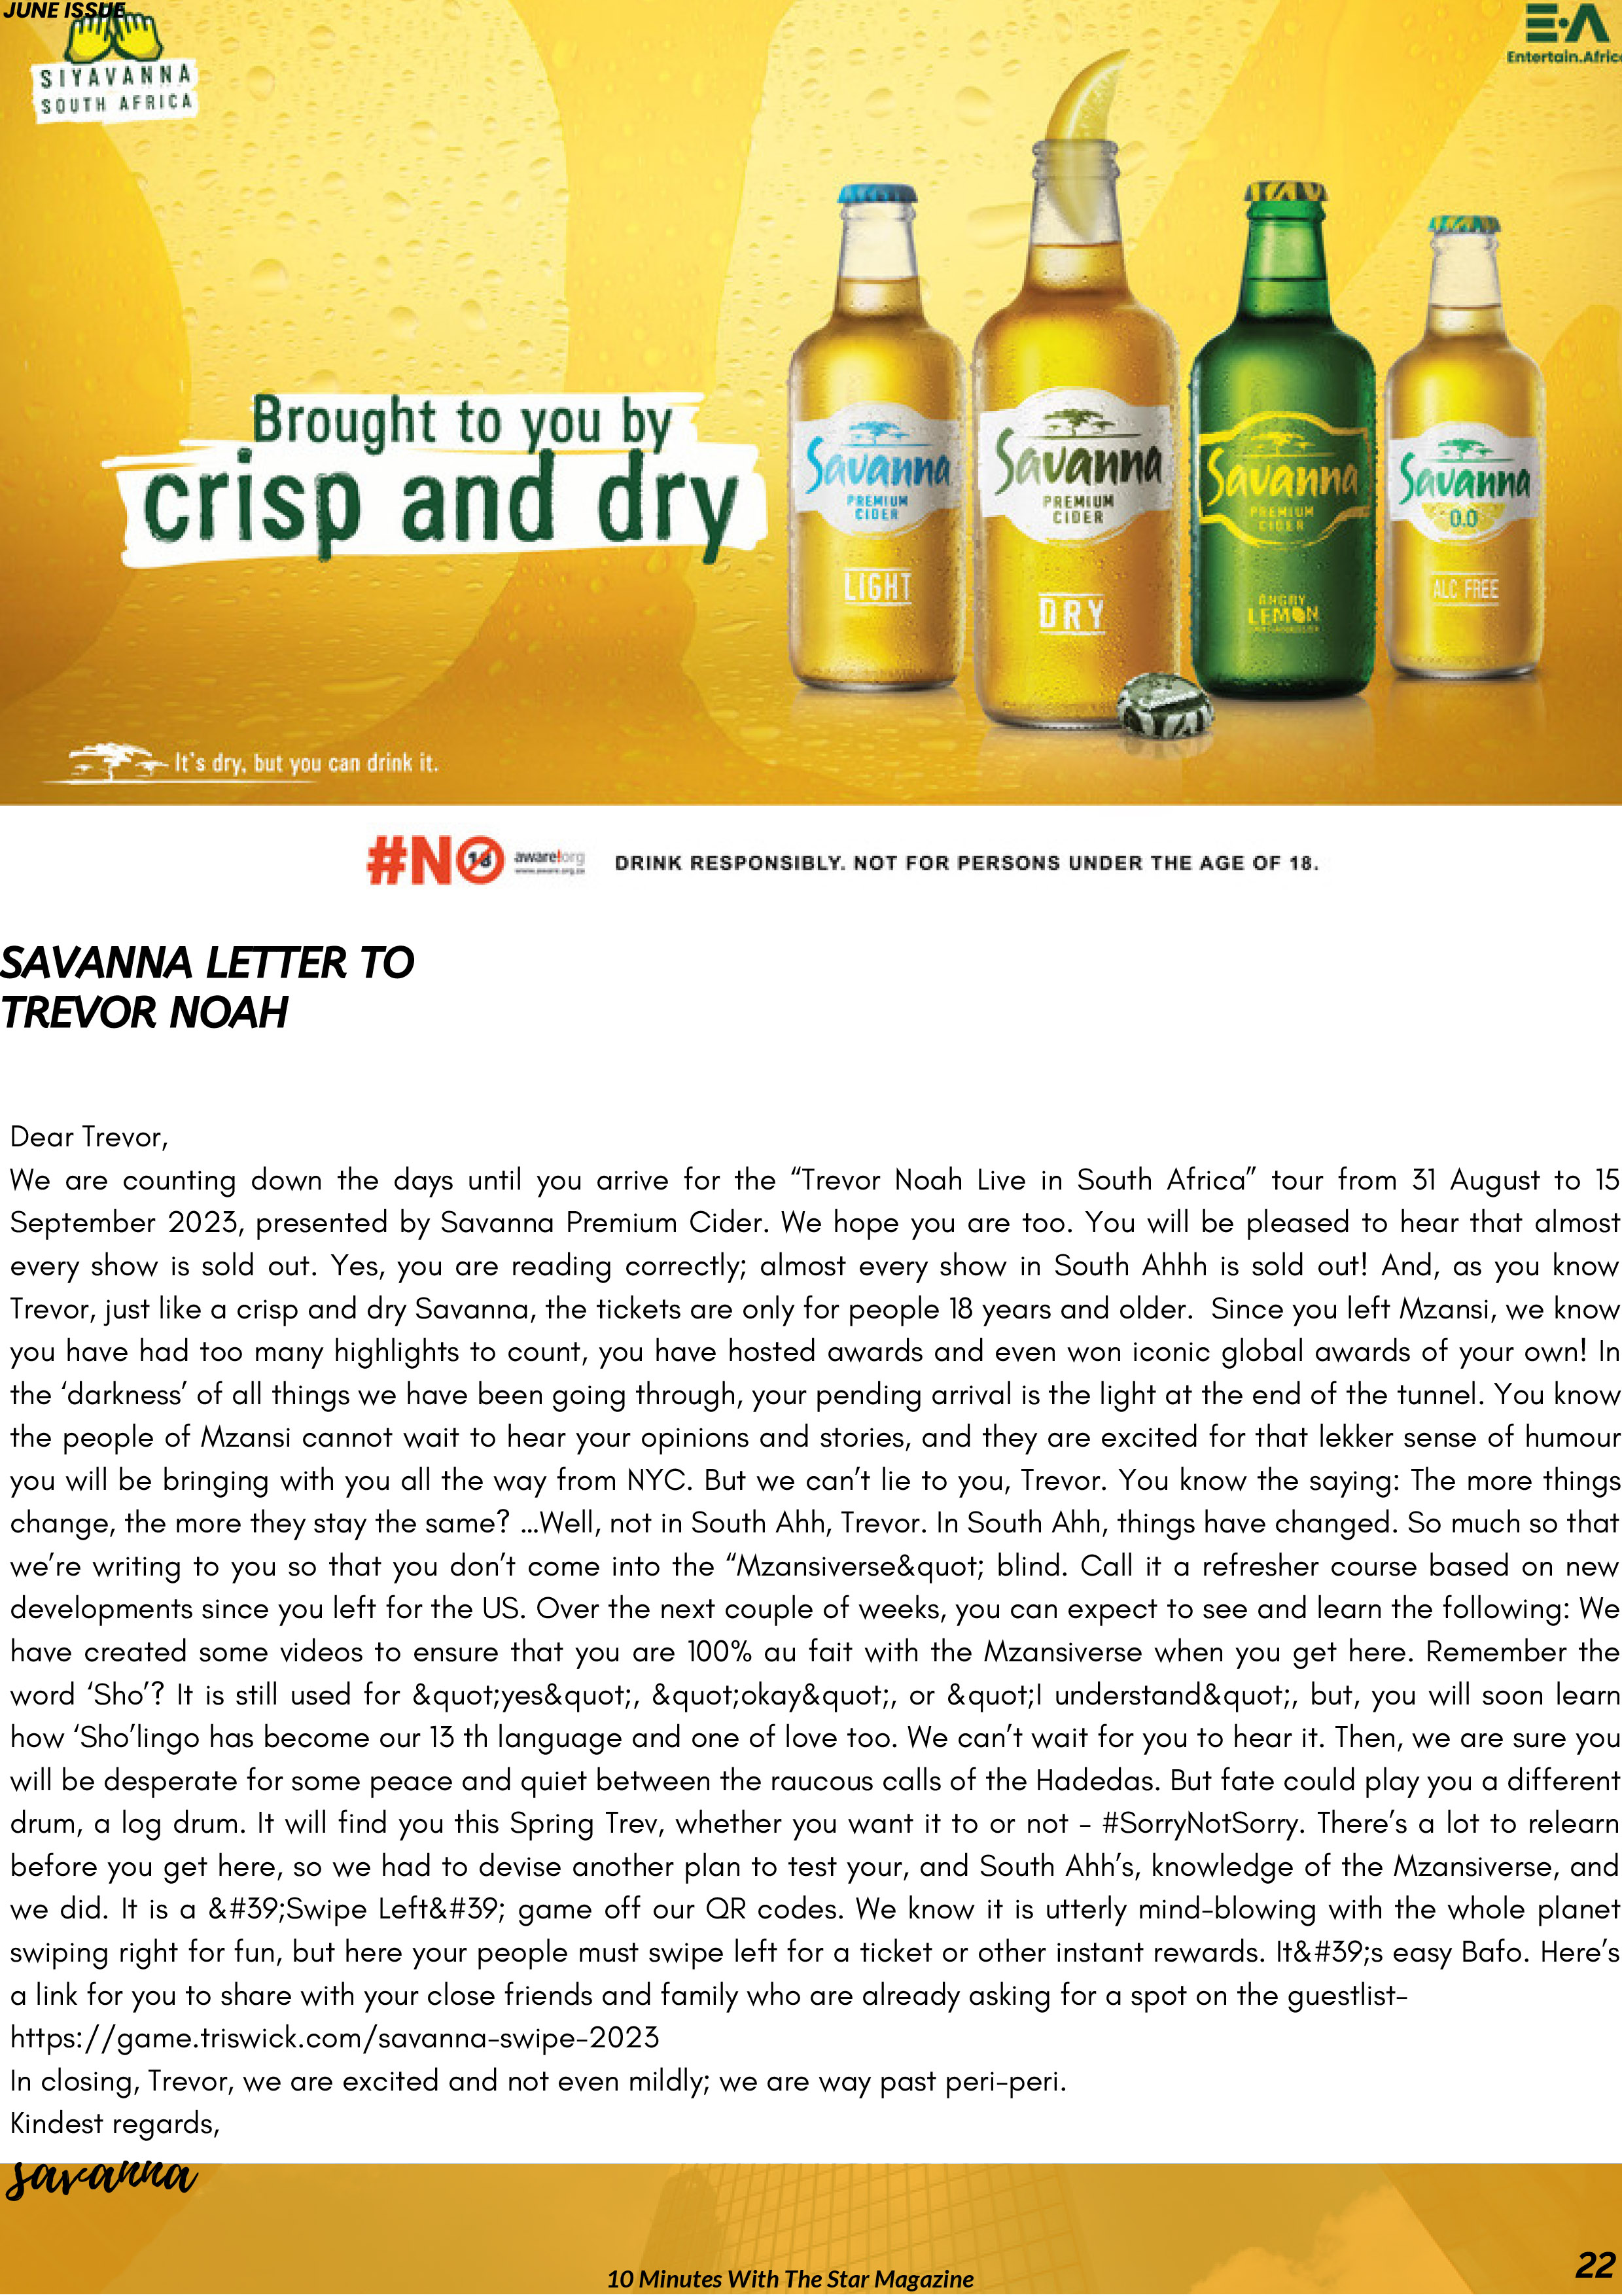 JUNE ISSUE
SIYAVANNA
SOUTH AFRICA
E·A
Entertain.Afric
Brought to you by
crisp and dry
Savanna
PREMIUM
CIDER
LIGHT
Savanna
PREMIUM
CIDER
DRY
Savanna
PREMIUM
CIDER
ANGRY
LEMON
Savanna
0.0
ALC FREE
It's dry, but you can drink it.
#NO 18
aware.org
www.aware.org.za
DRINK RESPONSIBLY. NOT FOR PERSONS UNDER THE AGE OF 18.
SAVANNA LETTER TO
TREVOR NOAH
Dear Trevor,
We are counting down the days until you arrive for the “Trevor Noah Live in South Africa” tour from 31 August to 15
September 2023, presented by Savanna Premium Cider. We hope you are too. You will be pleased to hear that almost
every show is sold out. Yes, you are reading correctly; almost every show in South Ahhh is sold out! And, as you know
Trevor, just like a crisp and dry Savanna, the tickets are only for people 18 years and older.  Since you left Mzansi, we know
you have had too many highlights to count, you have hosted awards and even won iconic global awards of your own! In
the ‘darkness’ of all things we have been going through, your pending arrival is the light at the end of the tunnel. You know
the people of Mzansi cannot wait to hear your opinions and stories, and they are excited for that lekker sense of humour
you will be bringing with you all the way from NYC. But we can’t lie to you, Trevor. You know the saying: The more things
change, the more they stay the same? …Well, not in South Ahh, Trevor. In South Ahh, things have changed. So much so that
we’re writing to you so that you don’t come into the “Mzansiverse&quot; blind. Call it a refresher course based on new
developments since you left for the US. Over the next couple of weeks, you can expect to see and learn the following: We
have created some videos to ensure that you are 100% au fait with the Mzansiverse when you get here. Remember the
word ‘Sho’? It is still used for &quot;yes&quot;, &quot;okay&quot;, or &quot;I understand&quot;, but, you will soon learn
how ‘Sho’lingo has become our 13 th language and one of love too. We can’t wait for you to hear it. Then, we are sure you
will be desperate for some peace and quiet between the raucous calls of the Hadedas. But fate could play you a different
drum, a log drum. It will find you this Spring Trev, whether you want it to or not – #SorryNotSorry. There’s a lot to relearn
before you get here, so we had to devise another plan to test your, and South Ahh’s, knowledge of the Mzansiverse, and
we did. It is a &#39;Swipe Left&#39; game off our QR codes. We know it is utterly mind-blowing with the whole planet
swiping right for fun, but here your people must swipe left for a ticket or other instant rewards. It&#39;s easy Bafo. Here’s
a link for you to share with your close friends and family who are already asking for a spot on the guestlist-
https://game.triswick.com/savanna-swipe-2023
In closing, Trevor, we are excited and not even mildly; we are way past peri-peri.
Kindest regards,
savanna
10 Minutes With The Star Magazine
22